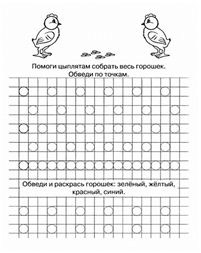 Помоги цыплятам собрать весь горошек.
Обведи по точкам.
Обведи и раскрась горошек: зелёный, жёлтый,
красный, синий.